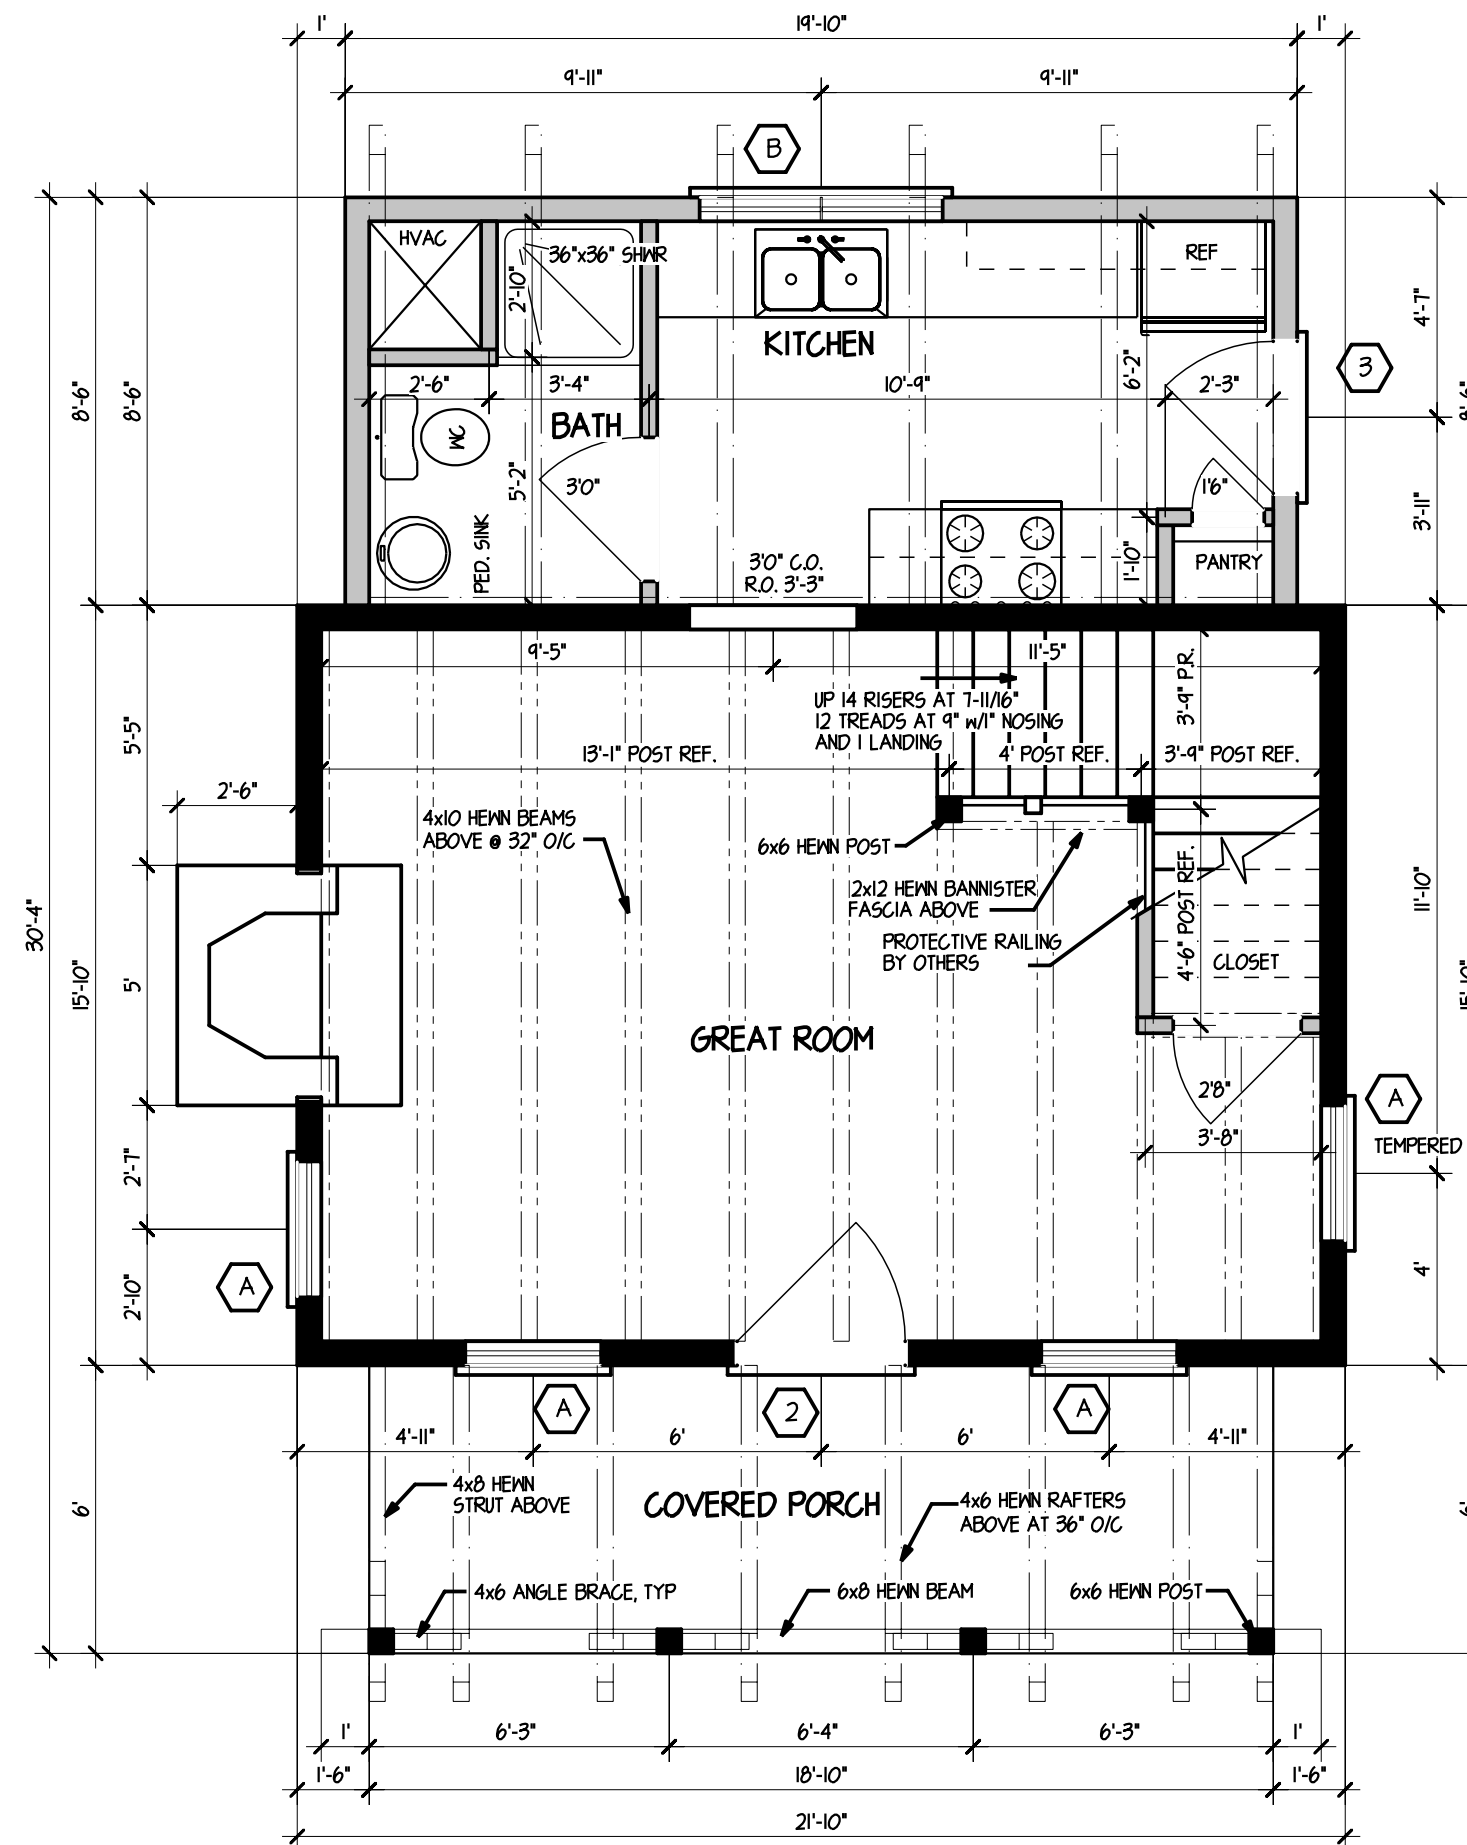 1'
19'-10"
1'
9'-11"
9'-11"
B
HVAC
36"x36" SHWR
REF
2'-10"
4'-7"
KITCHEN
6'-2"
3
2'-6"
3'-4"
10'-9"
2'-3"
8'-6"
8'-6"
BATH
WC
5'-2"
3'0"
1'6"
3'-11"
PED. SINK
3'0" C.O.
R.O. 3'-3"
1'-10"
PANTRY
9'-5"
11'-5"
3'-9" P.R.
UP 14 RISERS AT 7-11/16"
12 TREADS AT 9" w/1" NOSING
AND 1 LANDING
5'-5"
13'-1" POST REF.
4' POST REF.
3'-9" POST REF.
2'-6"
4x10 HEWN BEAMS
ABOVE @ 32" O/C
6x6 HEWN POST
2x12 HEWN BANNISTER
FASCIA ABOVE
4'-6" POST REF.
11'-10"
30'-4"
PROTECTIVE RAILING
BY OTHERS
CLOSET
15'-10"
5'
GREAT ROOM
2'8"
A
3'-8"
TEMPERED
2'-7"
4'
A
2'-10"
A
2
A
4'-11"
6'
6'
4'-11"
4x8 HEWN
STRUT ABOVE
COVERED PORCH
4x6 HEWN RAFTERS
ABOVE AT 36" O/C
6'
4x6 ANGLE BRACE, TYP
6x8 HEWN BEAM
6x6 HEWN POST
1'
6'-3"
6'-4"
6'-3"
1'
1'-6"
18'-10"
1'-6"
21'-10"